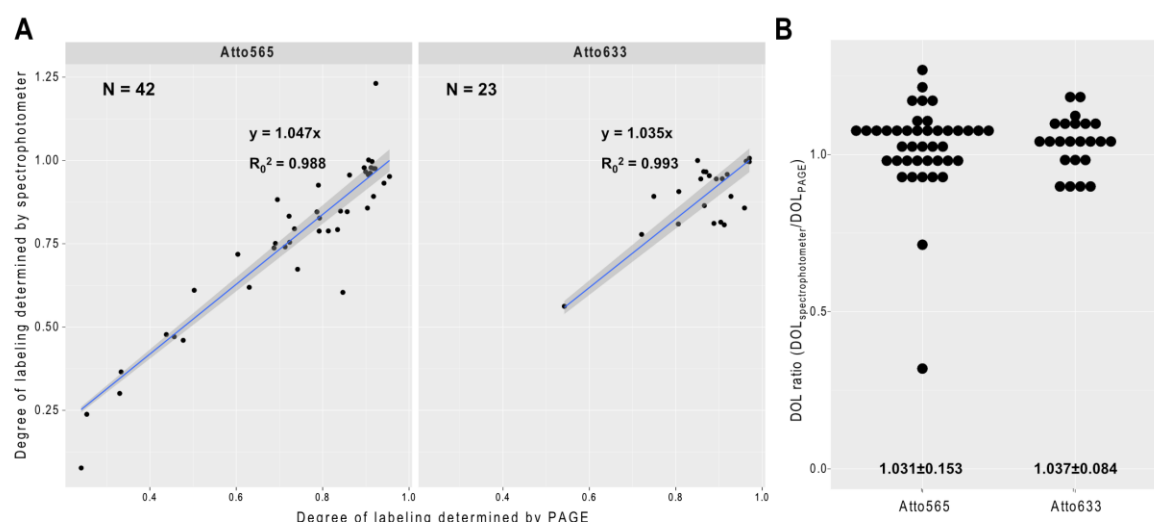 A
B
Atto565
Atto633
N = 42
N = 23
y = 1.047x
R₀² = 0.988
y = 1.035x
R₀² = 0.993
Degree of labeling determined by spectrophotometer
1.25
1.00
0.75
0.50
0.25
0.4 0.6 0.8 1.0
0.4 0.6 0.8 1.0
Degree of labeling determined by PAGE
DOL ratio (DOLspectrophotometer/DOLPAGE)
1.0
0.5
0.0
1.031±0.153
1.037±0.084
Atto565
Atto633